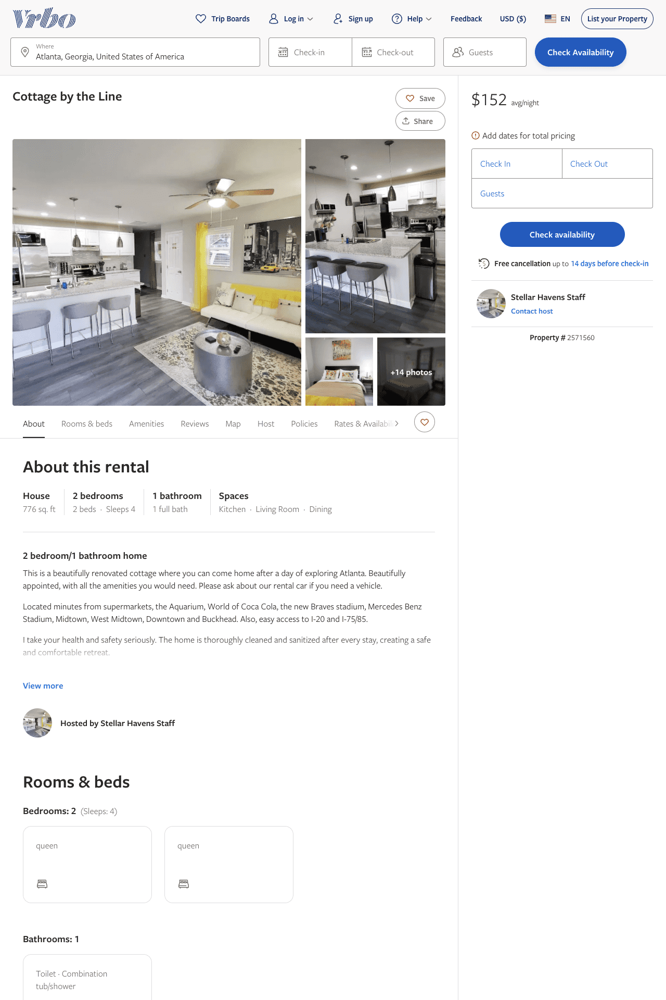 Vrbo
Trip Boards
Log in
Sign up
Help
Feedback
USD ($)
EN
List your Property
Where
Atlanta, Georgia, United States of America
Check-in
Check-out
Guests
Check Availability
Cottage by the Line
Save
Share
+14 photos
$152 avg/night
Add dates for total pricing
Check In
Check Out
Guests
Check availability
Free cancellation up to 14 days before check-in
Stellar Havens Staff
Contact host
Property # 2571560
About
Rooms & beds
Amenities
Reviews
Map
Host
Policies
Rates & Availabili
About this rental
House
776 sq. ft
2 bedrooms
2 beds · Sleeps 4
1 bathroom
1 full bath
Spaces
Kitchen · Living Room · Dining
2 bedroom/1 bathroom home
This is a beautifully renovated cottage where you can come home after a day of exploring Atlanta. Beautifully
appointed, with all the amenities you would need. Please ask about our rental car if you need a vehicle.
Located minutes from supermarkets, the Aquarium, World of Coca Cola, the new Braves stadium, Mercedes Benz
Stadium, Midtown, West Midtown, Downtown and Buckhead. Also, easy access to I-20 and I-75/85.
I take your health and safety seriously. The home is thoroughly cleaned and sanitized after every stay, creating a safe
and comfortable retreat.
View more
Hosted by Stellar Havens Staff
Rooms & beds
Bedrooms: 2 (Sleeps: 4)
queen
queen
Bathrooms: 1
Toilet · Combination
tub/shower